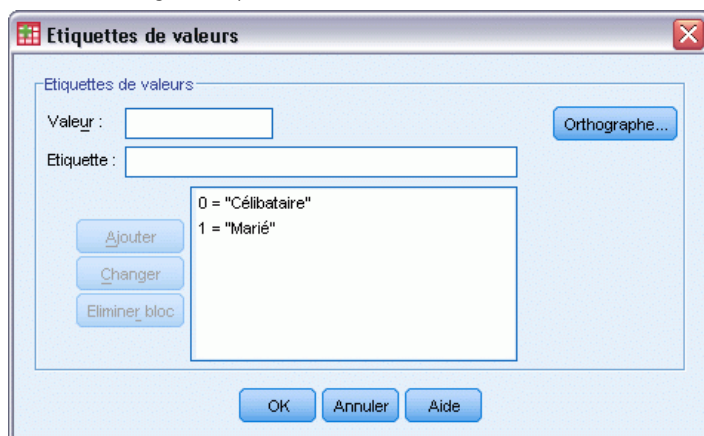 Etiquettes de valeurs
Etiquettes de valeurs
Valeur :
Orthographe...
Etiquette :
0 = "Célibataire"
1 = "Marié"
Ajouter
Changer
Eliminer bloc
OK
Annuler
Aide